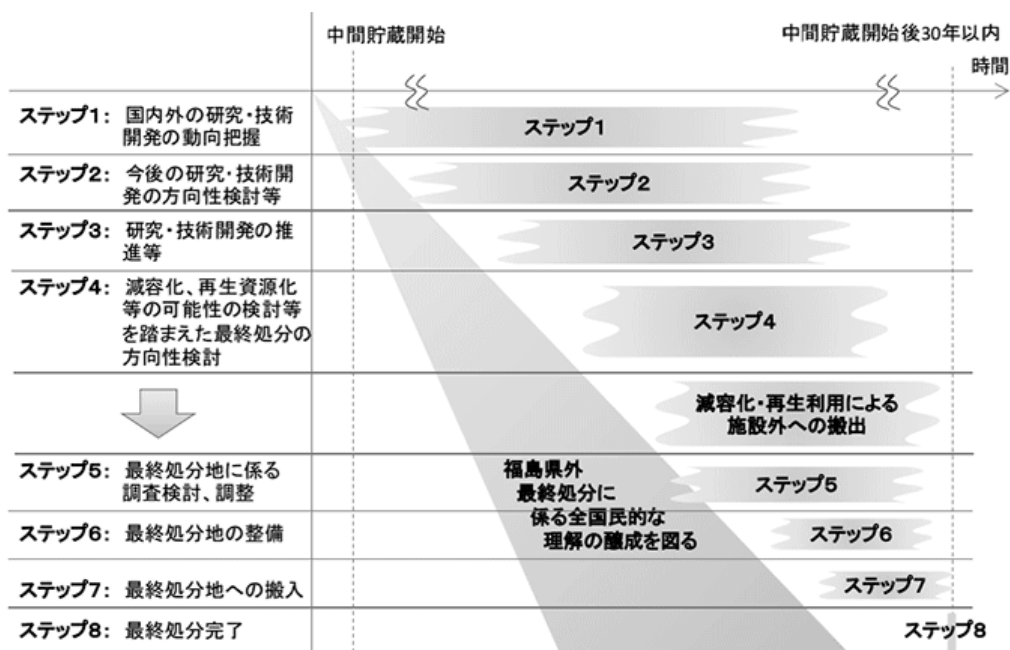 中間貯蔵開始
中間貯蔵開始後30年以内
時間
ステップ1: 国内外の研究・技術
開発の動向把握
ステップ1
ステップ2: 今後の研究・技術開
発の方向性検討等
ステップ2
ステップ3: 研究・技術開発の推
進等
ステップ3
ステップ4: 減容化、再生資源化
等の可能性の検討等
を踏まえた最終処分の
方向性検討
ステップ4
減容化・再生利用による
施設外への搬出
ステップ5: 最終処分地に係る
調査検討、調整
福島県外
最終処分に
係る全国民的な
理解の醸成を図る
ステップ5
ステップ6: 最終処分地の整備
ステップ6
ステップ7: 最終処分地への搬入
ステップ7
ステップ8: 最終処分完了
ステップ8